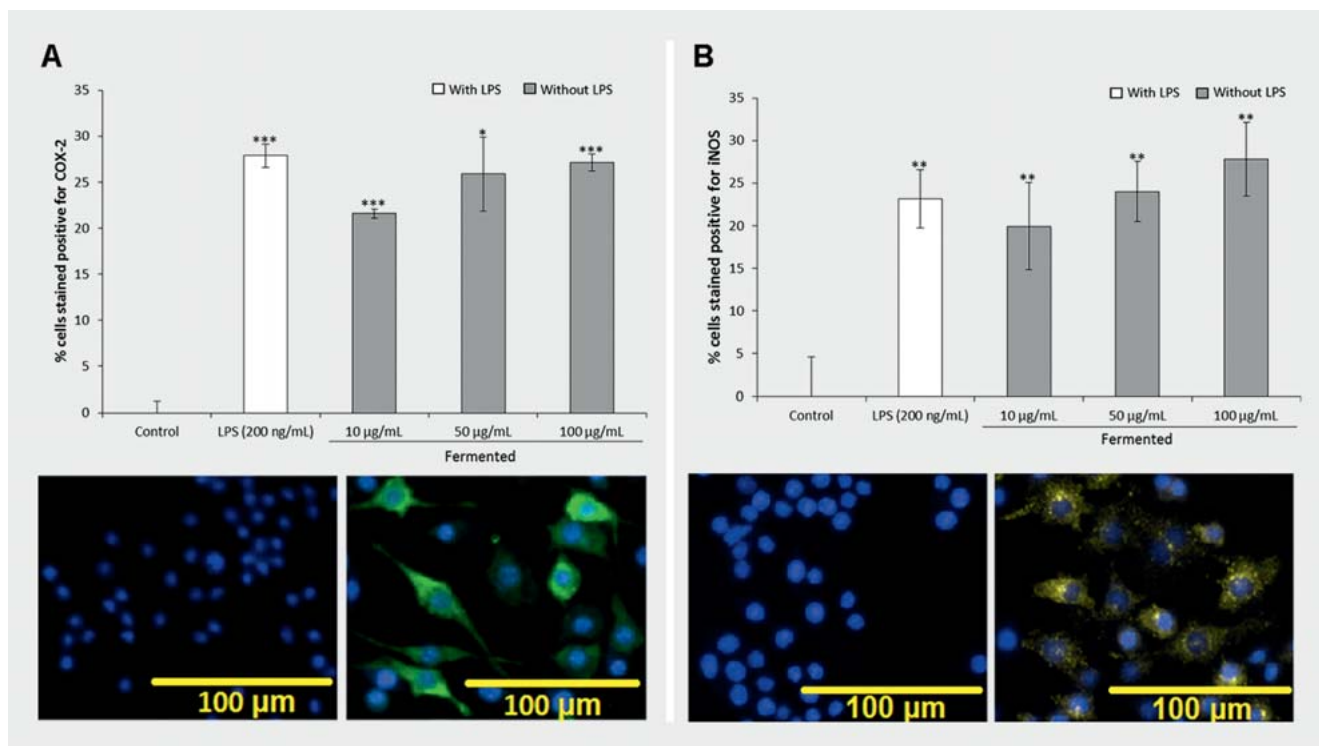 A
With LPS Without LPS
% cells stained positive for COX-2
35
30
25
20
15
10
5
0
***
***
*
***
Control LPS (200 ng/mL) 10 µg/mL 50 µg/mL 100 µg/mL
Fermented
100 µm 100 µm
B
With LPS Without LPS
% cells stained positive for iNOS
35
30
25
20
15
10
5
0
**
**
**
**
Control LPS (200 ng/mL) 10 µg/mL 50 µg/mL 100 µg/mL
Fermented
100 µm 100 µm